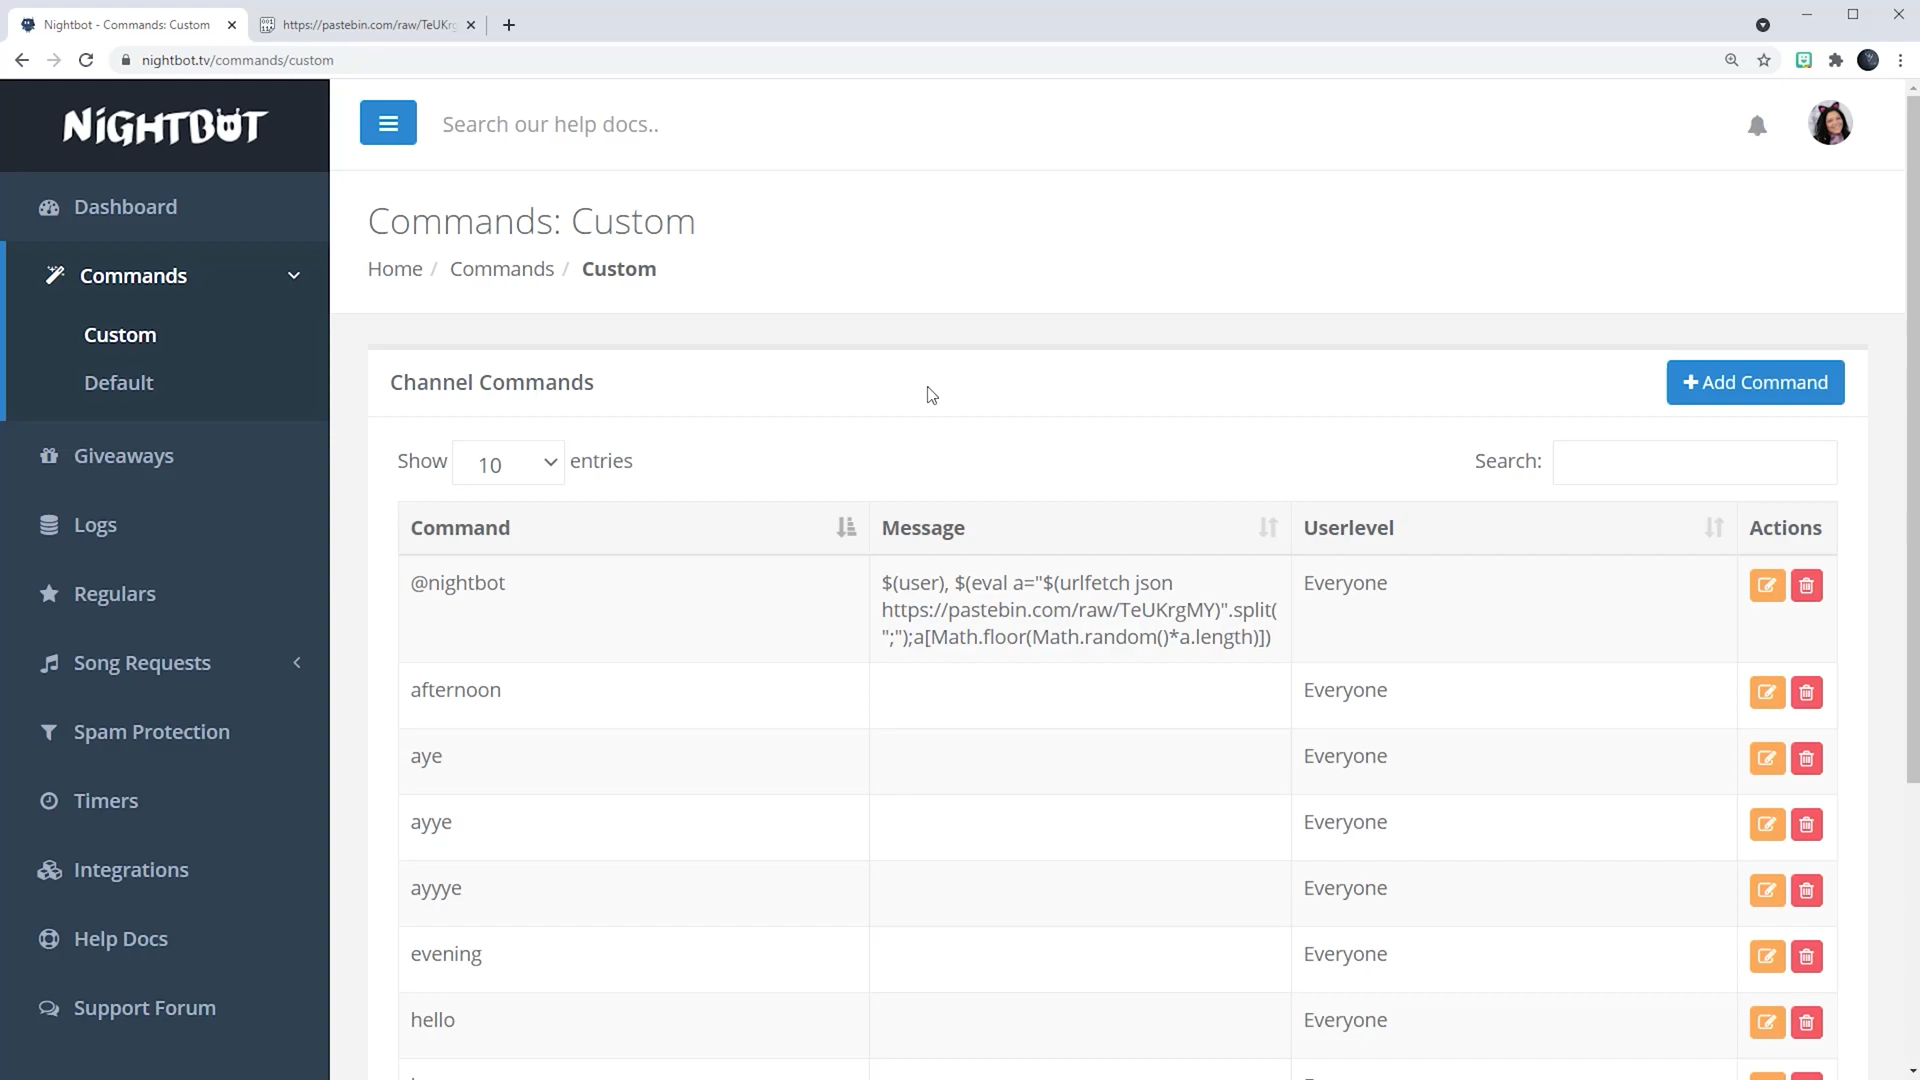 Nightbot - Commands: Custom
https://pastebin.com/raw/TeUKrg
nightbot.tv/commands/custom
NiGHTBOT
Search our help docs..
Dashboard
Commands
Custom
Default
Giveaways
Logs
Regulars
Song Requests
Spam Protection
Timers
Integrations
Help Docs
Support Forum
Commands: Custom
Home / Commands / Custom
Channel Commands
Add Command
Show 10 entries
Search:
Command Message Userlevel Actions
@nightbot $(user), $(eval a="$(urlfetch json Everyone
https://pastebin.com/raw/TeUKrgMY)".split(
";");a[Math.floor(Math.random()*a.length)])
afternoon Everyone
aye Everyone
ayye Everyone
ayyye Everyone
evening Everyone
hello Everyone